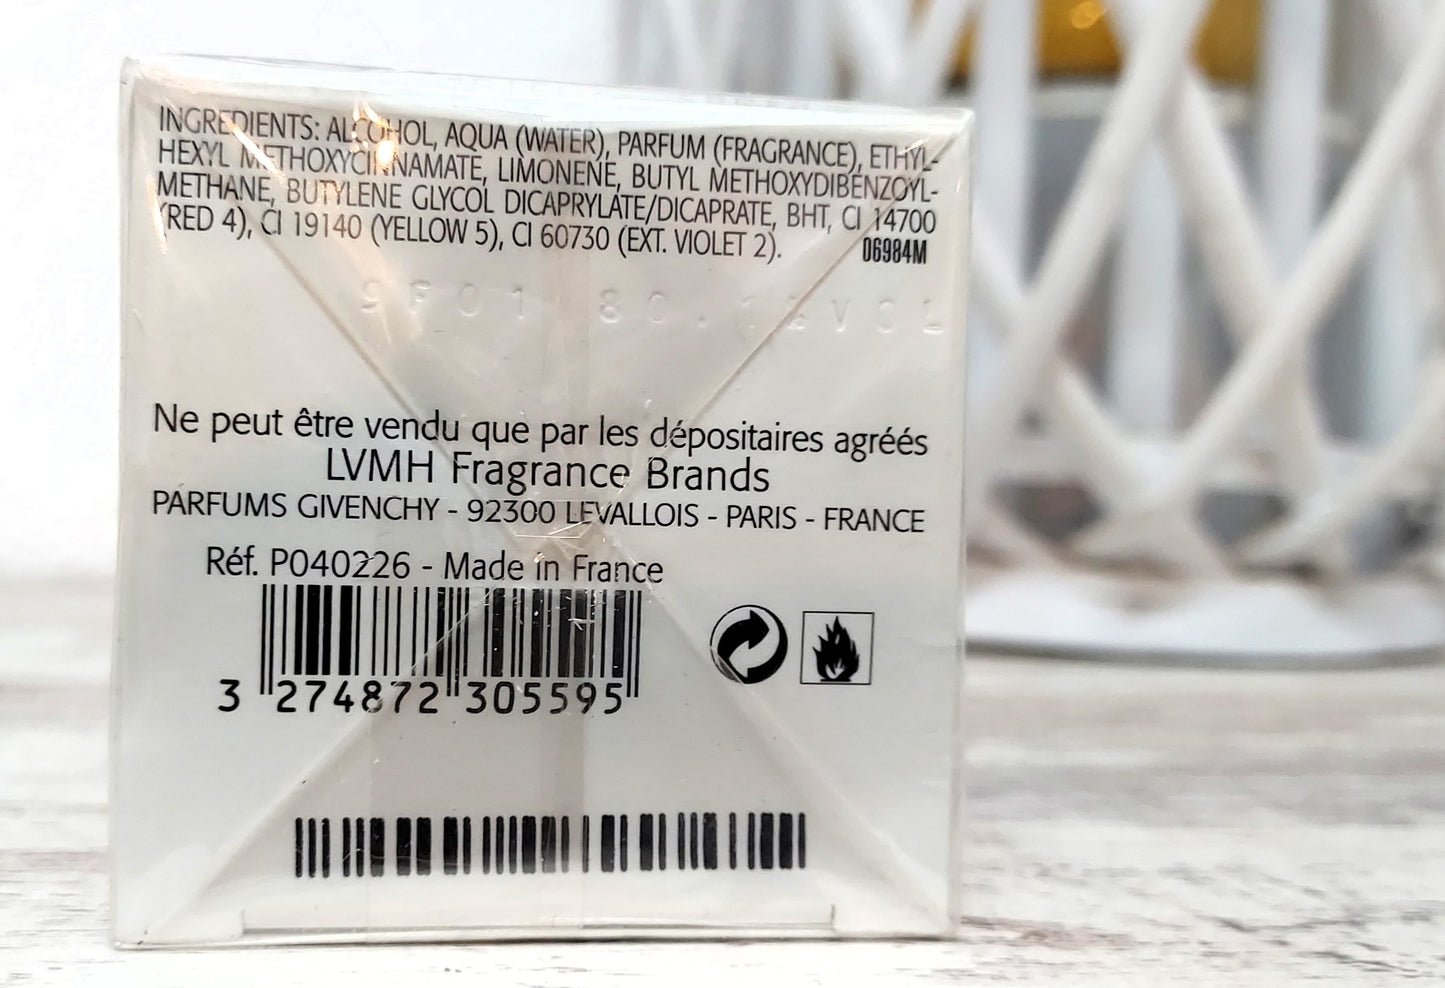 INGREDIENTS: ALCOHOL, AQUA (WATER), PARFUM (FRAGRANCE), ETHYL-
HEXYL METHOXYCINNAMATE, LIMONENE, BUTYL METHOXYDIBENZOYL-
METHANE, BUTYLENE GLYCOL DICAPRYLATE/DICAPRATE, BHT, CI 14700
(RED 4), CI 19140 (YELLOW 5), CI 60730 (EXT. VIOLET 2).
06984M
9F01 80.
Ne peut être vendu que par les dépositaires agréés
LVMH Fragrance Brands
PARFUMS GIVENCHY - 92300 LEVALLOIS - PARIS - FRANCE
Réf. P040226 - Made in France
3 274872 305595